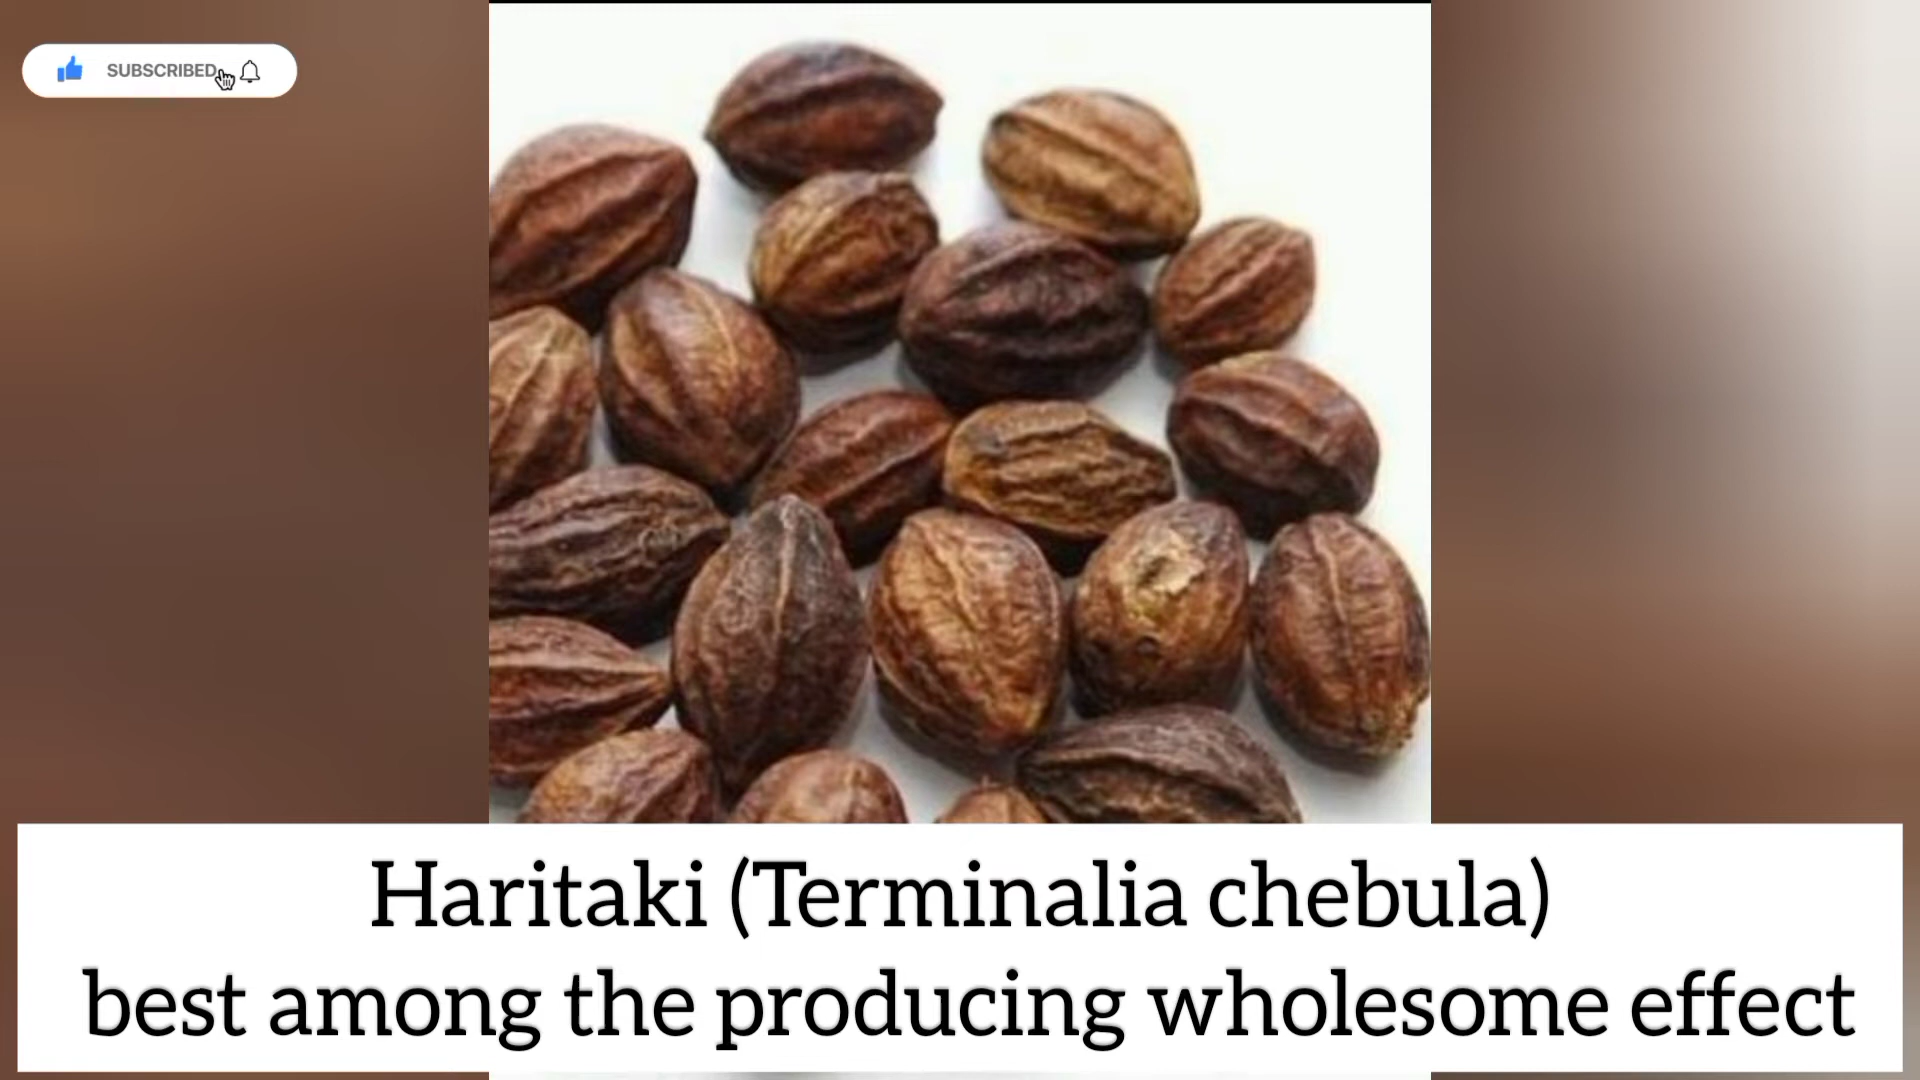 SUBSCRIBED
Haritaki (Terminalia chebula)
best among the producing wholesome effect